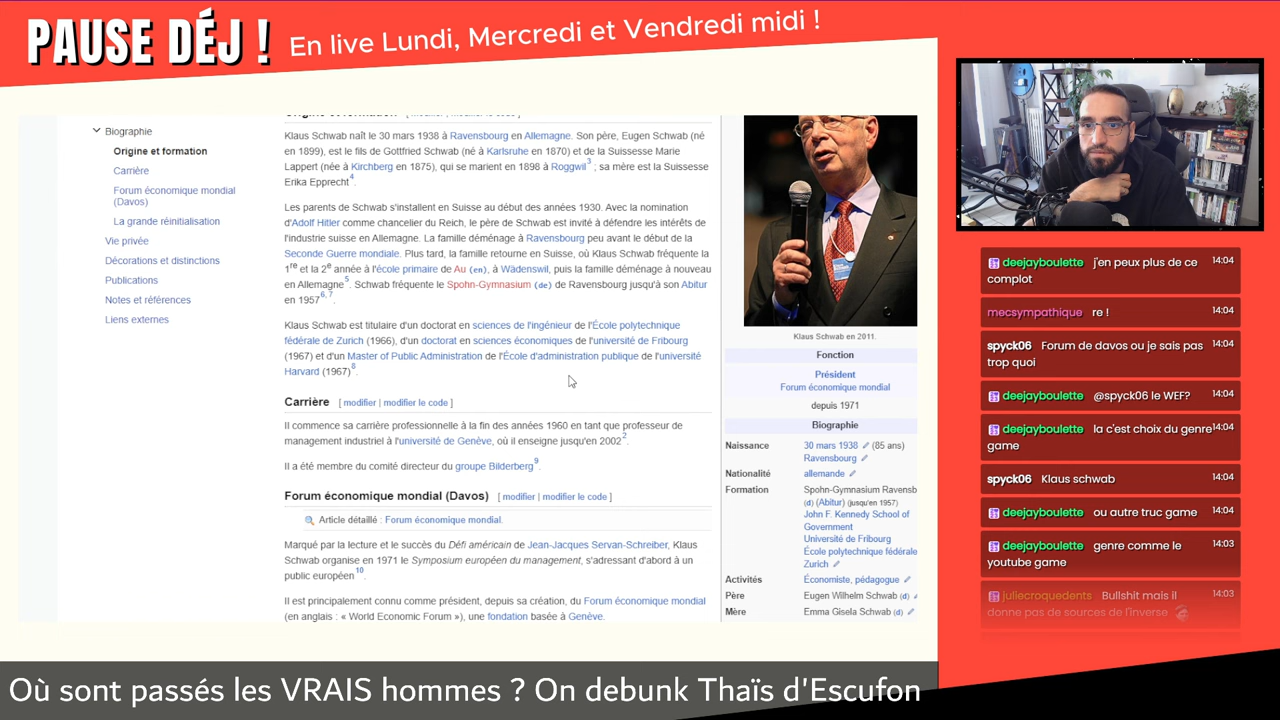 PAUSE DÉJ !
En live Lundi, Mercredi et Vendredi midi !
Biographie
Origine et formation
Carrière
Forum économique mondial
(Davos)
La grande réinitialisation
Vie privée
Décorations et distinctions
Publications
Notes et références
Liens externes
Klaus Schwab naît le 30 mars 1938 à Ravensbourg en Allemagne. Son père, Eugen Schwab (né
en 1899), est le fils de Gottfried Schwab (né à Karlsruhe en 1870) et de la Suissesse Marie
Lappert (née à Kirchberg en 1875), qui se marient en 1898 à Roggwil 3 ; sa mère est la Suissesse
Erika Epprecht 4.
Les parents de Schwab s'installent en Suisse au début des années 1930. Avec la nomination
d'Adolf Hitler comme chancelier du Reich, le père de Schwab est invité à défendre les intérêts de
l'industrie suisse en Allemagne. La famille déménage à Ravensbourg peu avant le début de la
Seconde Guerre mondiale. Plus tard, la famille retourne en Suisse, où Klaus Schwab fréquente la
1re et la 2e année à l'école primaire de Au (en), à Wädenswil, puis la famille déménage à nouveau
en Allemagne 5. Schwab fréquente le Spohn-Gymnasium (de) de Ravensbourg jusqu'à son Abitur
en 1957 6, 7.
Klaus Schwab est titulaire d'un doctorat en sciences de l'ingénieur de l'École polytechnique
fédérale de Zurich (1966), d'un doctorat en sciences économiques de l'université de Fribourg
(1967) et d'un Master of Public Administration de l'École d'administration publique de l'université
Harvard (1967) 8.
Carrière [ modifier | modifier le code ]
Il commence sa carrière professionnelle à la fin des années 1960 en tant que professeur de
management industriel à l'université de Genève, où il enseigne jusqu'en 2002 2.
Il a été membre du comité directeur du groupe Bilderberg 9.
Forum économique mondial (Davos) [ modifier | modifier le code ]
Article détaillé : Forum économique mondial.
Marqué par la lecture et le succès du Défi américain de Jean-Jacques Servan-Schreiber, Klaus
Schwab organise en 1971 le Symposium européen du management, s'adressant d'abord à un
public européen 10.
Il est principalement connu comme président, depuis sa création, du Forum économique mondial
(en anglais : « World Economic Forum »), une fondation basée à Genève.
Klaus Schwab en 2011.
Fonction
Président
Forum économique mondial
depuis 1971
Biographie
Naissance 30 mars 1938 (85 ans)
Ravensbourg
Nationalité allemande
Formation Spohn-Gymnasium Ravensb
(d) (Abitur) (jusqu'en 1957)
John F. Kennedy School of
Government
Université de Fribourg
École polytechnique fédérale
Zurich
Activités Économiste, pédagogue
Père Eugen Wilhelm Schwab (d)
Mère Emma Gisela Schwab (d)
deejayboulette j'en peux plus de ce 14:04
complot
mecsympathique re ! 14:04
spyck06 Forum de davos ou je sais pas 14:04
trop quoi
deejayboulette @spyck06 le WEF? 14:04
deejayboulette la c'est choix du genre 14:04
game
spyck06 Klaus schwab 14:04
deejayboulette ou autre truc game 14:04
deejayboulette genre comme le 14:03
youtube game
juliecroquedents Bullshit mais il 14:03
donne pas de sources de l'inverse
Où sont passés les VRAIS hommes ? On debunk Thaïs d'Escufon